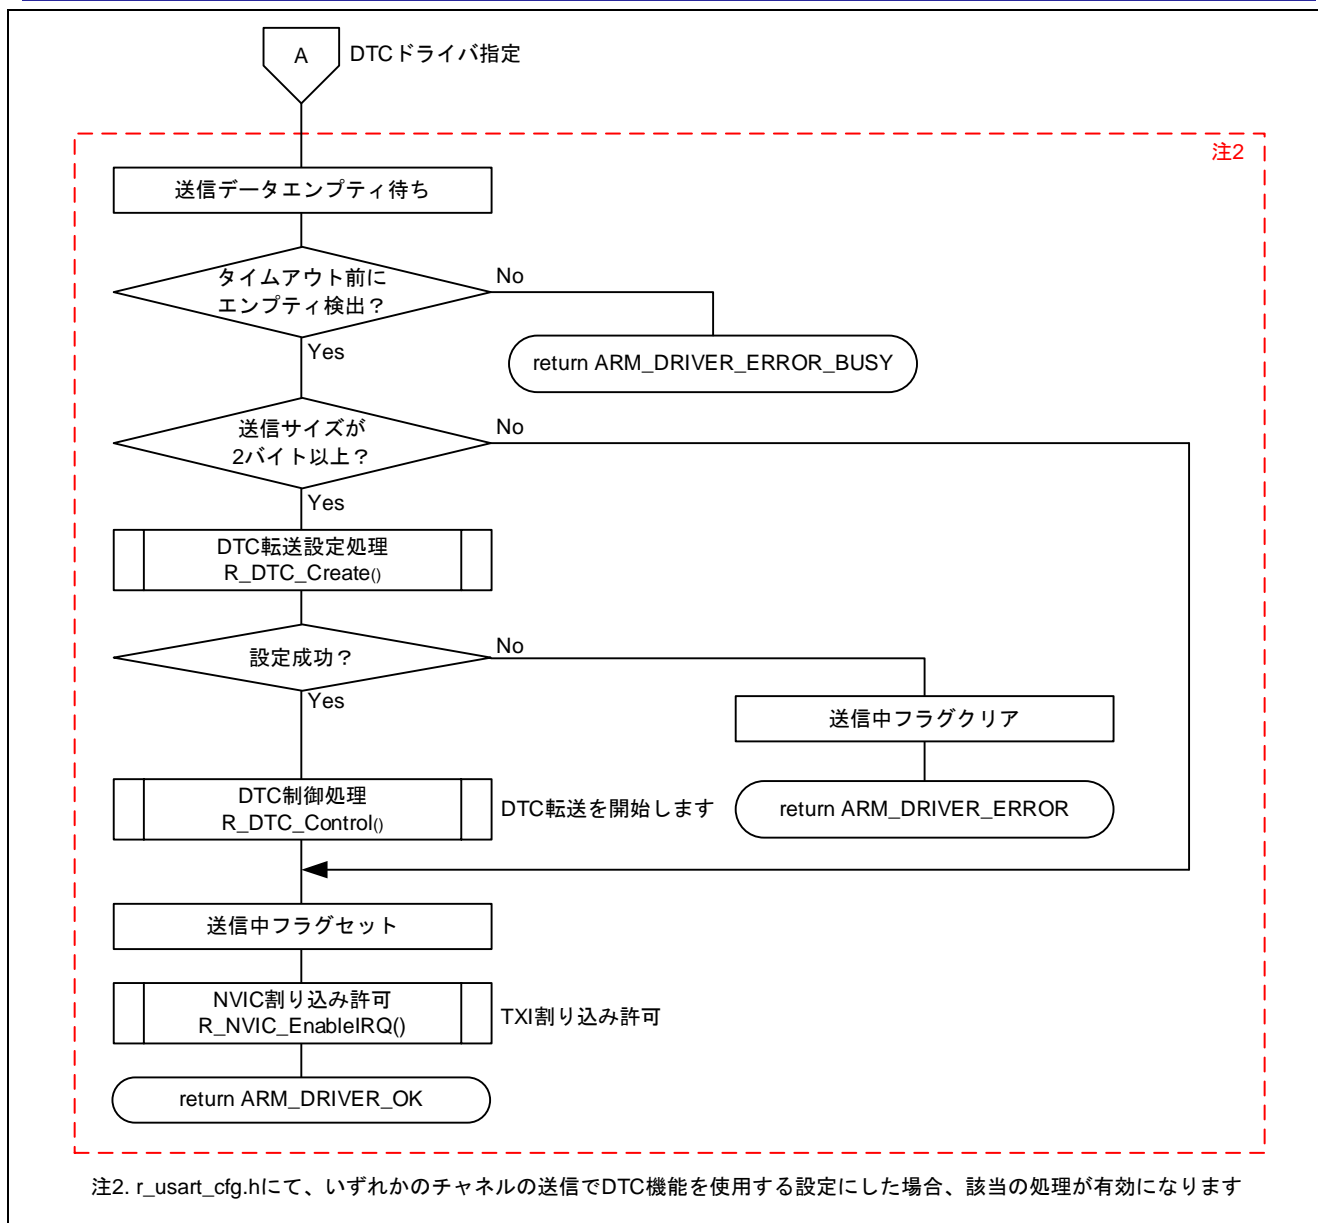 A
DTCドライバ指定
注2
送信データエンプティ待ち
タイムアウト前に
エンプティ検出？
No
Yes
return ARM_DRIVER_ERROR_BUSY
送信サイズが
2バイト以上？
No
Yes
DTC転送設定処理
R_DTC_Create()
設定成功？
No
Yes
送信中フラグクリア
DTC制御処理
R_DTC_Control()
DTC転送を開始します
return ARM_DRIVER_ERROR
送信中フラグセット
NVIC割り込み許可
R_NVIC_EnableIRQ()
TXI割り込み許可
return ARM_DRIVER_OK
注2. r_usart_cfg.hにて、いずれかのチャネルの送信でDTC機能を使用する設定にした場合、該当の処理が有効になります